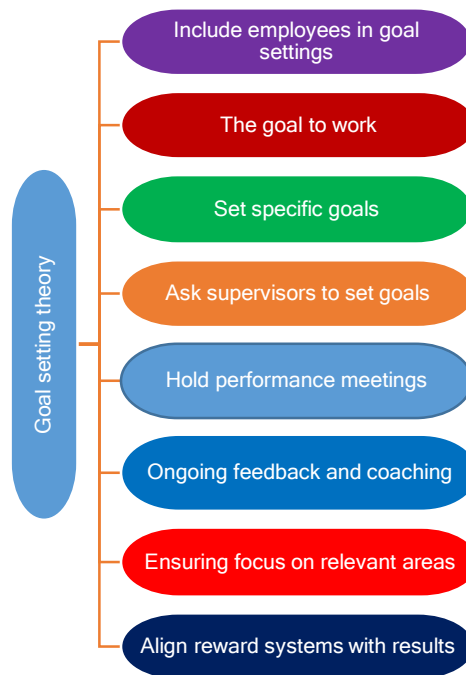 Goal setting theory
Include employees in goal
settings
The goal to work
Set specific goals
Ask supervisors to set goals
Hold performance meetings
Ongoing feedback and coaching
Ensuring focus on relevant areas
Align reward systems with results